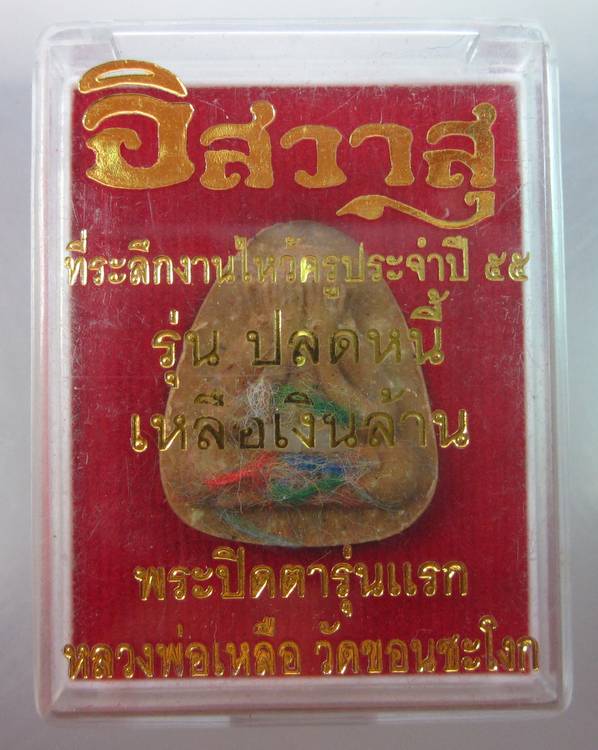 อิสวาสุ
ที่ระลึกงานไหว้ครูประจำปี ๕๕
รุ่น ปลดหนี้
เหลือเงินล้าน
พระปิดตารุ่นแรก
หลวงพ่อเหลือ วัดขอนชะโงก